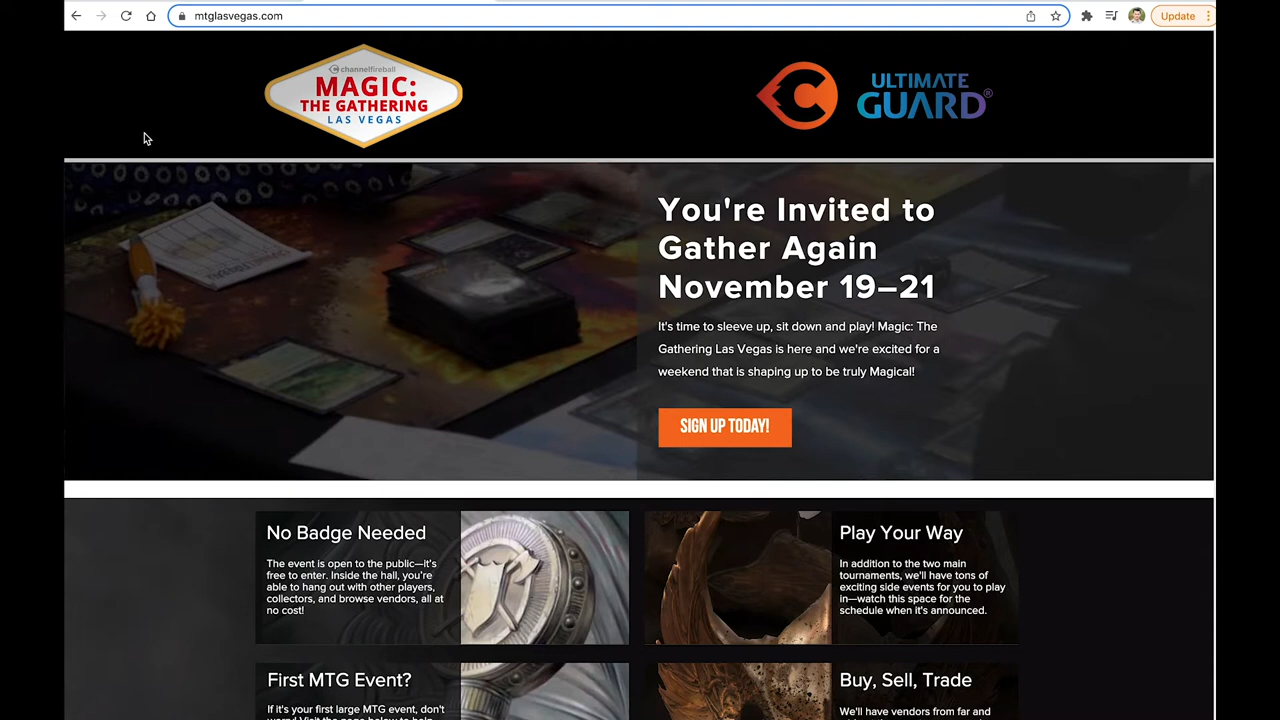 mtglasvegas.com
Update
channelfireball
MAGIC:
THE GATHERING
LAS VEGAS
ULTIMATE
GUARD®
You're Invited to
Gather Again
November 19–21
It's time to sleeve up, sit down and play! Magic: The
Gathering Las Vegas is here and we're excited for a
weekend that is shaping up to be truly Magical!
SIGN UP TODAY!
No Badge Needed
The event is open to the public—it's
free to enter. Inside the hall, you're
able to hang out with other players,
collectors, and browse vendors, all at
no cost!
Play Your Way
In addition to the two main
tournaments, we'll have tons of
exciting side events for you to play
in—watch this space for the
schedule when it's announced.
First MTG Event?
If it's your first large MTG event, don't
Buy, Sell, Trade
We'll have vendors from far and